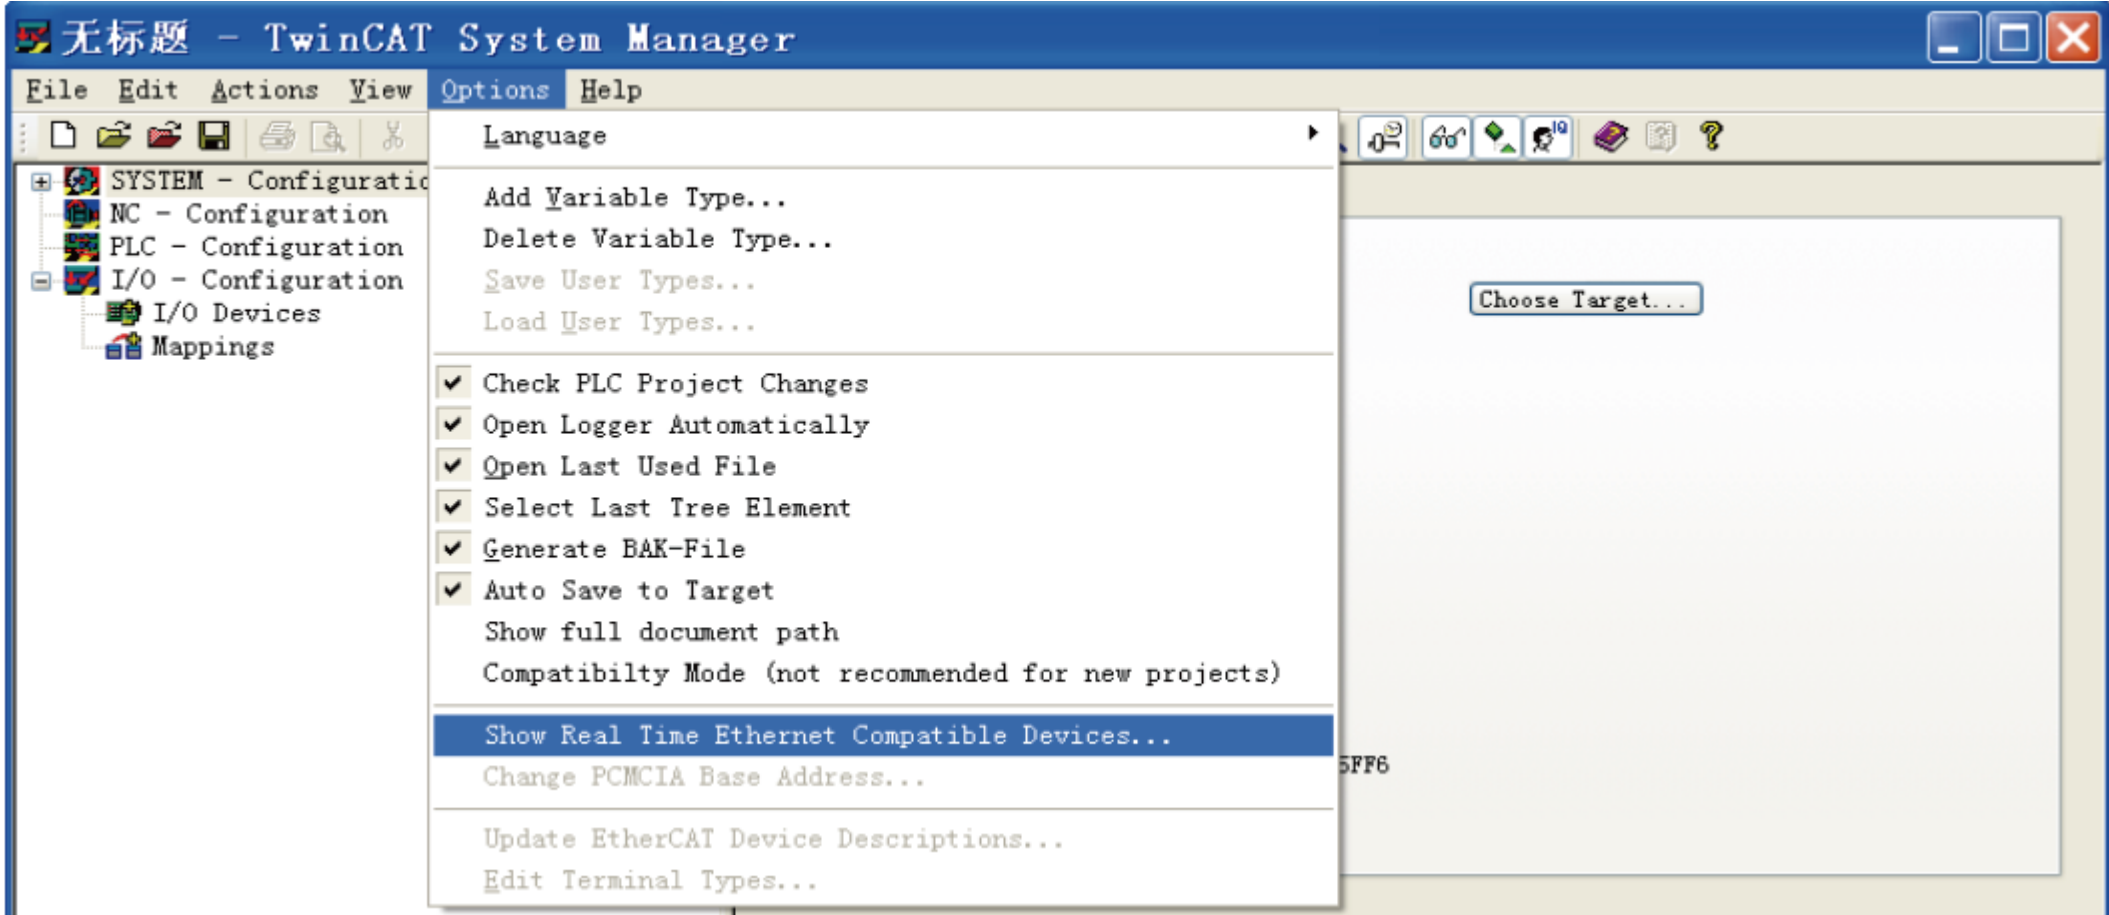 无标题 - TwinCAT System Manager
File Edit Actions View Options Help
Language
SYSTEM - Configuratio
NC - Configuration
PLC - Configuration
I/O - Configuration
I/O Devices
Mappings
Add Variable Type...
Delete Variable Type...
Save User Types...
Load User Types...
Check PLC Project Changes
Open Logger Automatically
Open Last Used File
Select Last Tree Element
Generate BAK-File
Auto Save to Target
Show full document path
Compatibilty Mode (not recommended for new projects)
Show Real Time Ethernet Compatible Devices...
Change PCMCIA Base Address...
Update EtherCAT Device Descriptions...
Edit Terminal Types...
Choose Target...
5FF6